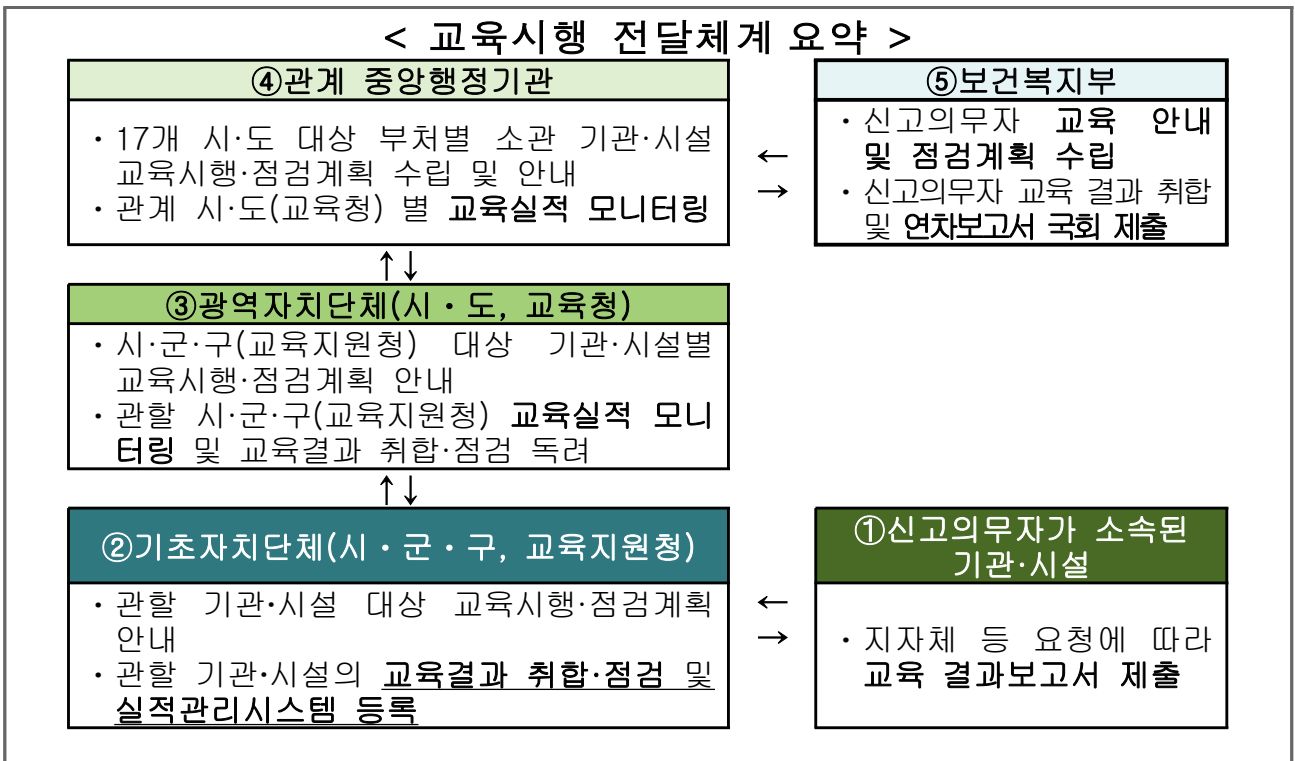 < 교육시행 전달체계 요약 >
④관계 중앙행정기관
· 17개 시·도 대상 부처별 소관 기관·시설
교육시행·점검계획 수립 및 안내
· 관계 시·도(교육청) 별 교육실적 모니터링
←
→
⑤보건복지부
· 신고의무자 교육 안내
및 점검계획 수립
· 신고의무자 교육 결과 취합
및 연차보고서 국회 제출
↑↓
③광역자치단체(시·도, 교육청)
· 시·군·구(교육지원청) 대상 기관·시설별
교육시행·점검계획 안내
· 관할 시·군·구(교육지원청) 교육실적 모니
터링 및 교육결과 취합·점검 독려
↑↓
②기초자치단체(시·군·구, 교육지원청)
· 관할 기관·시설 대상 교육시행·점검계획
안내
· 관할 기관·시설의 교육결과 취합·점검 및
실적관리시스템 등록
←
→
①신고의무자가 소속된
기관·시설
· 지자체 등 요청에 따라
교육 결과보고서 제출